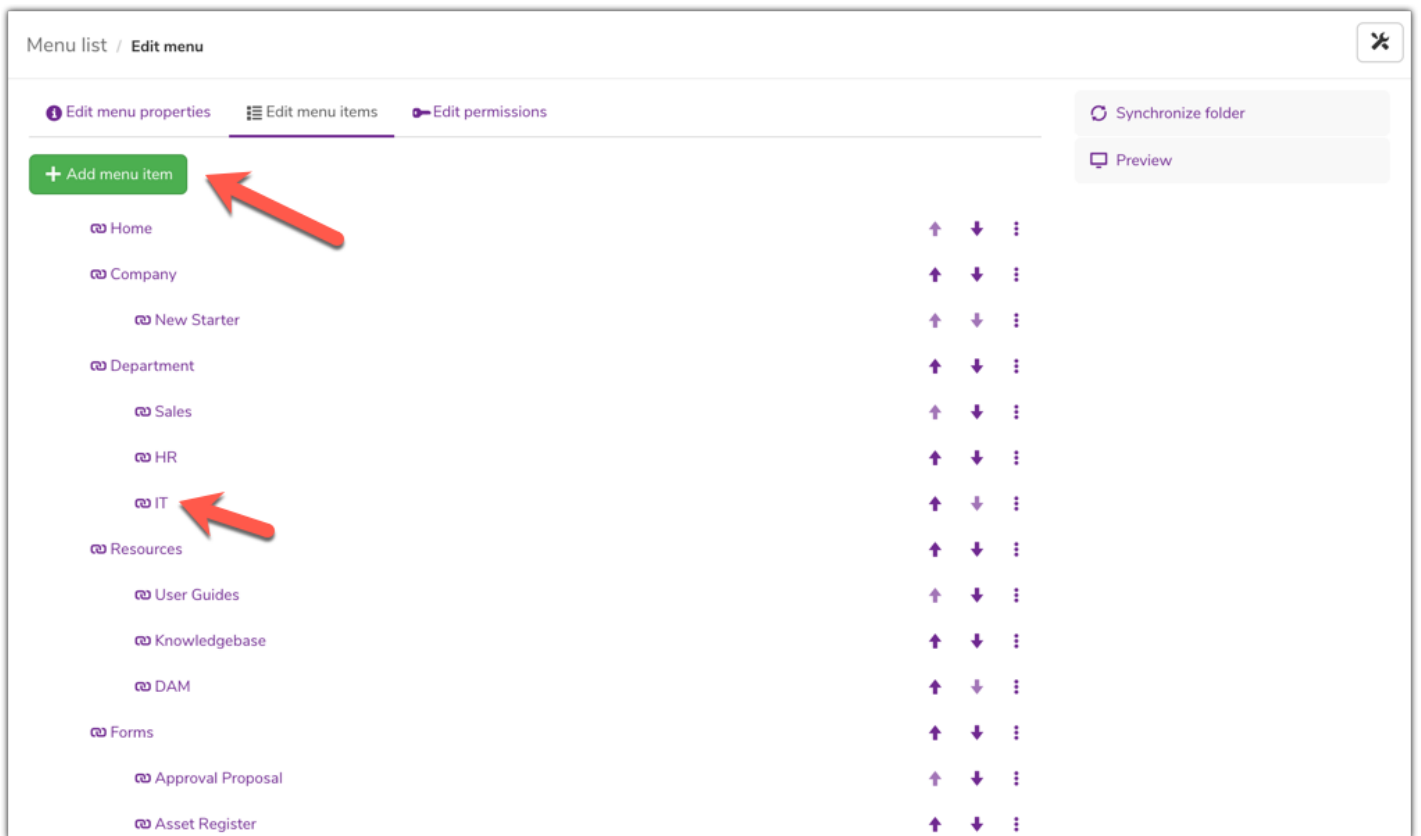 Menu list / Edit menu
Edit menu properties Edit menu items Edit permissions
Synchronize folder
Preview
+ Add menu item
Home
Company
New Starter
Department
Sales
HR
IT
Resources
User Guides
Knowledgebase
DAM
Forms
Approval Proposal
Asset Register